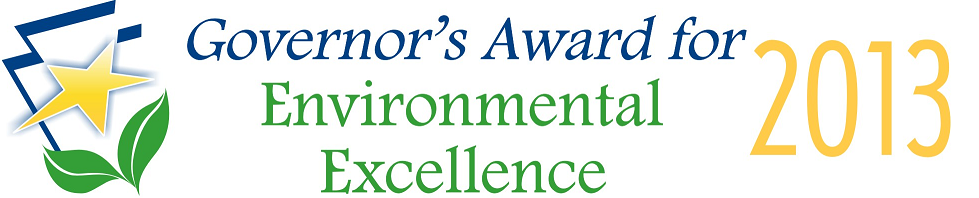 Governor's Award for
Environmental
Excellence
2013